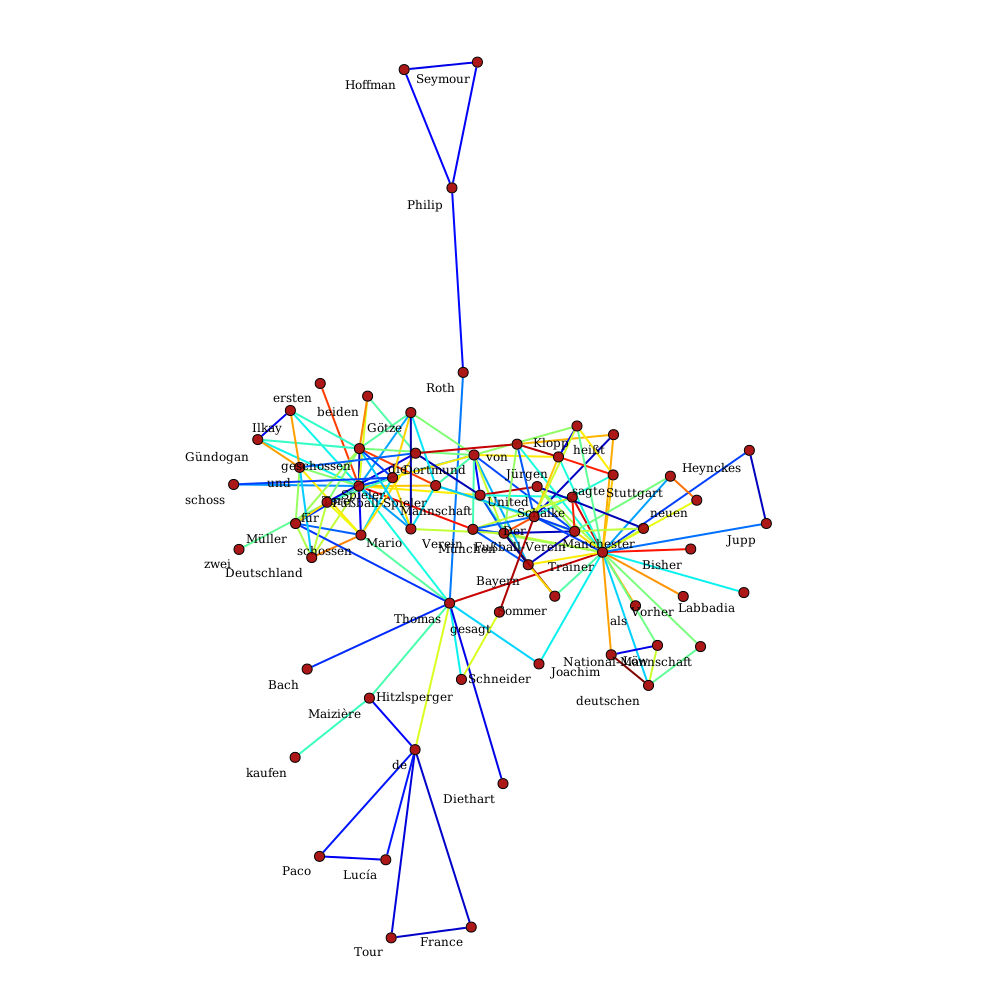 Seymour
Hoffman
Philip
Roth
ersten
beiden
Ilkay
Götze
Klopp
heißt
Gündogan
von
geschossen
die
Dortmund
Heynckes
Jürgen
und
sagte
Stuttgart
schoss
Spieler
Fußball-Spieler
United
Mannschaft
Schalke
neuen
für
Der
Müller
Mario
Verein
München
Fußball-Verein
Manchester
Jupp
schossen
zwei
Trainer
Bisher
Deutschland
Bayern
Sommer
Vorher
Labbadia
Thomas
als
gesagt
National-Mannschaft
Löw
Joachim
Schneider
Bach
Hitzlsperger
deutschen
Maizière
de
kaufen
Diethart
Paco
Lucía
France
Tour